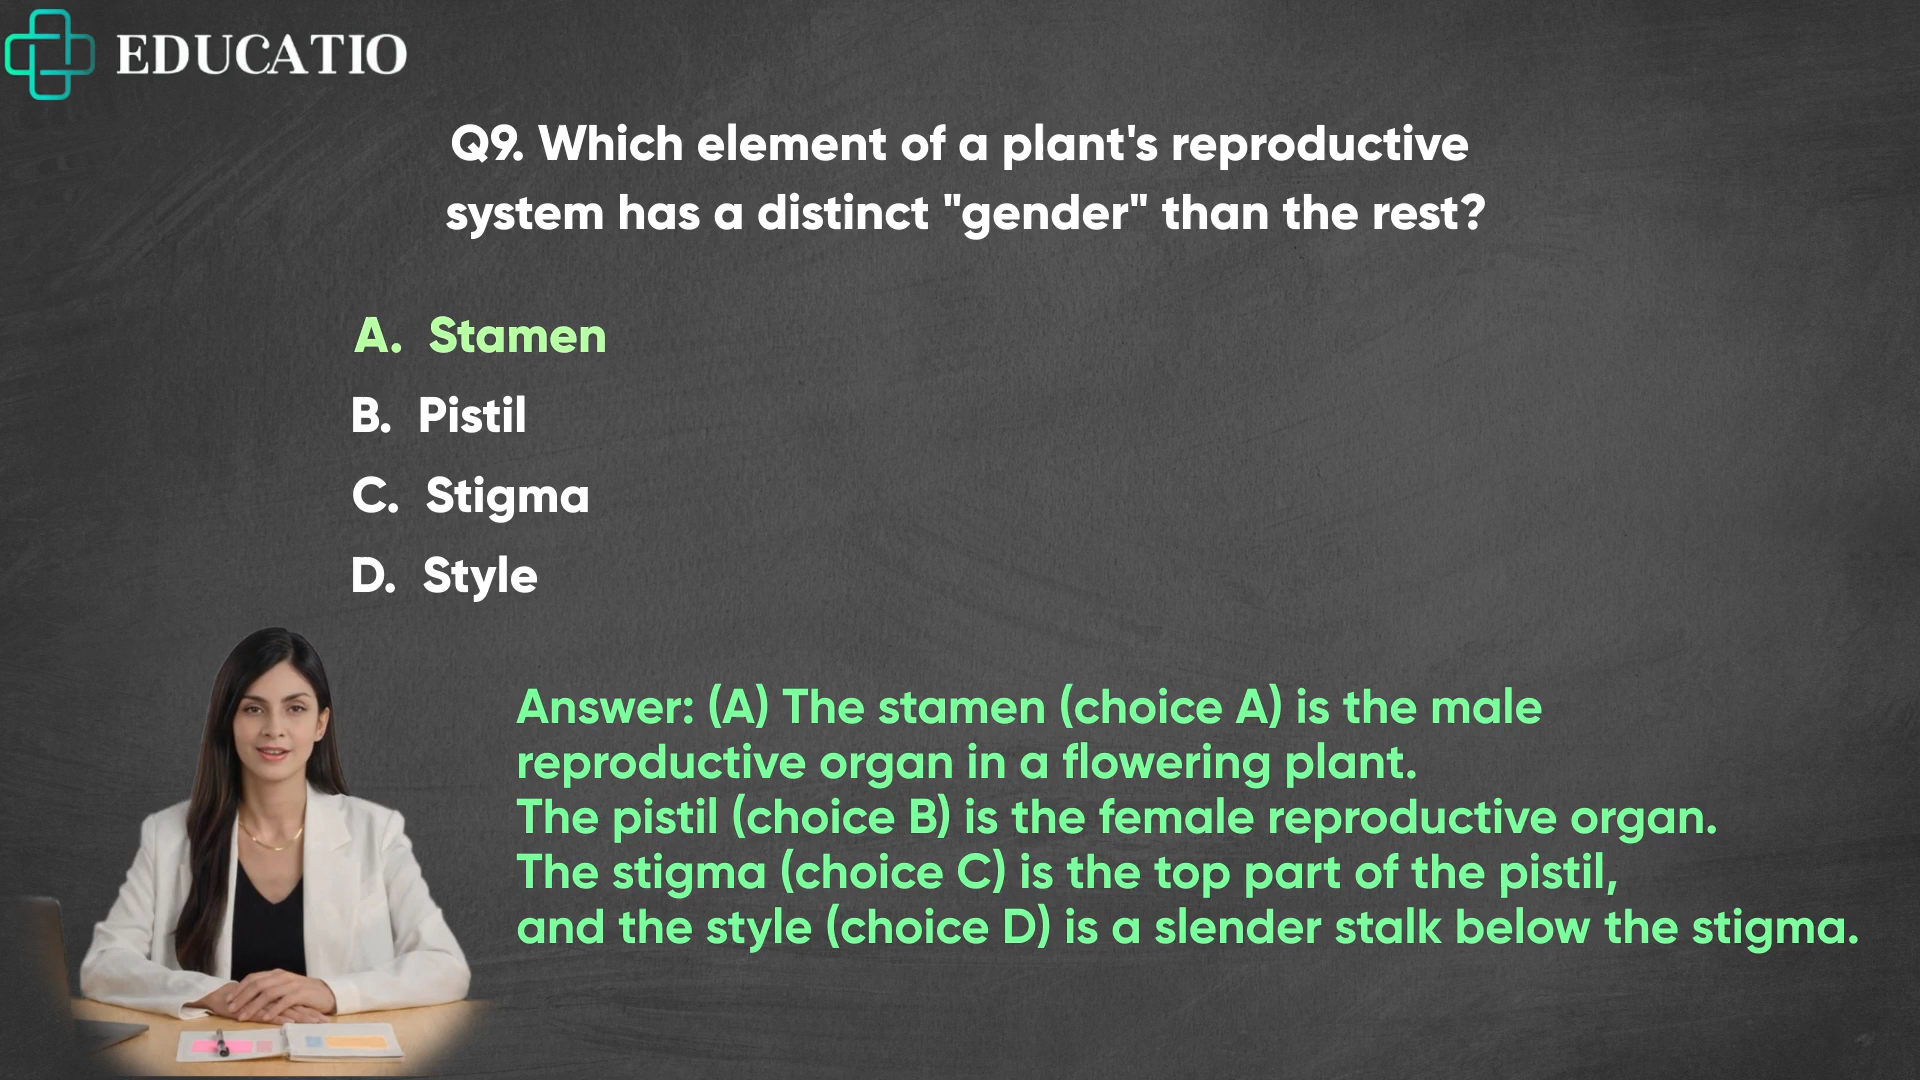 EDUCATIO
Q9. Which element of a plant's reproductive
system has a distinct "gender" than the rest?
A. Stamen
B. Pistil
C. Stigma
D. Style
Answer: (A) The stamen (choice A) is the male
reproductive organ in a flowering plant.
The pistil (choice B) is the female reproductive organ.
The stigma (choice C) is the top part of the pistil,
and the style (choice D) is a slender stalk below the stigma.